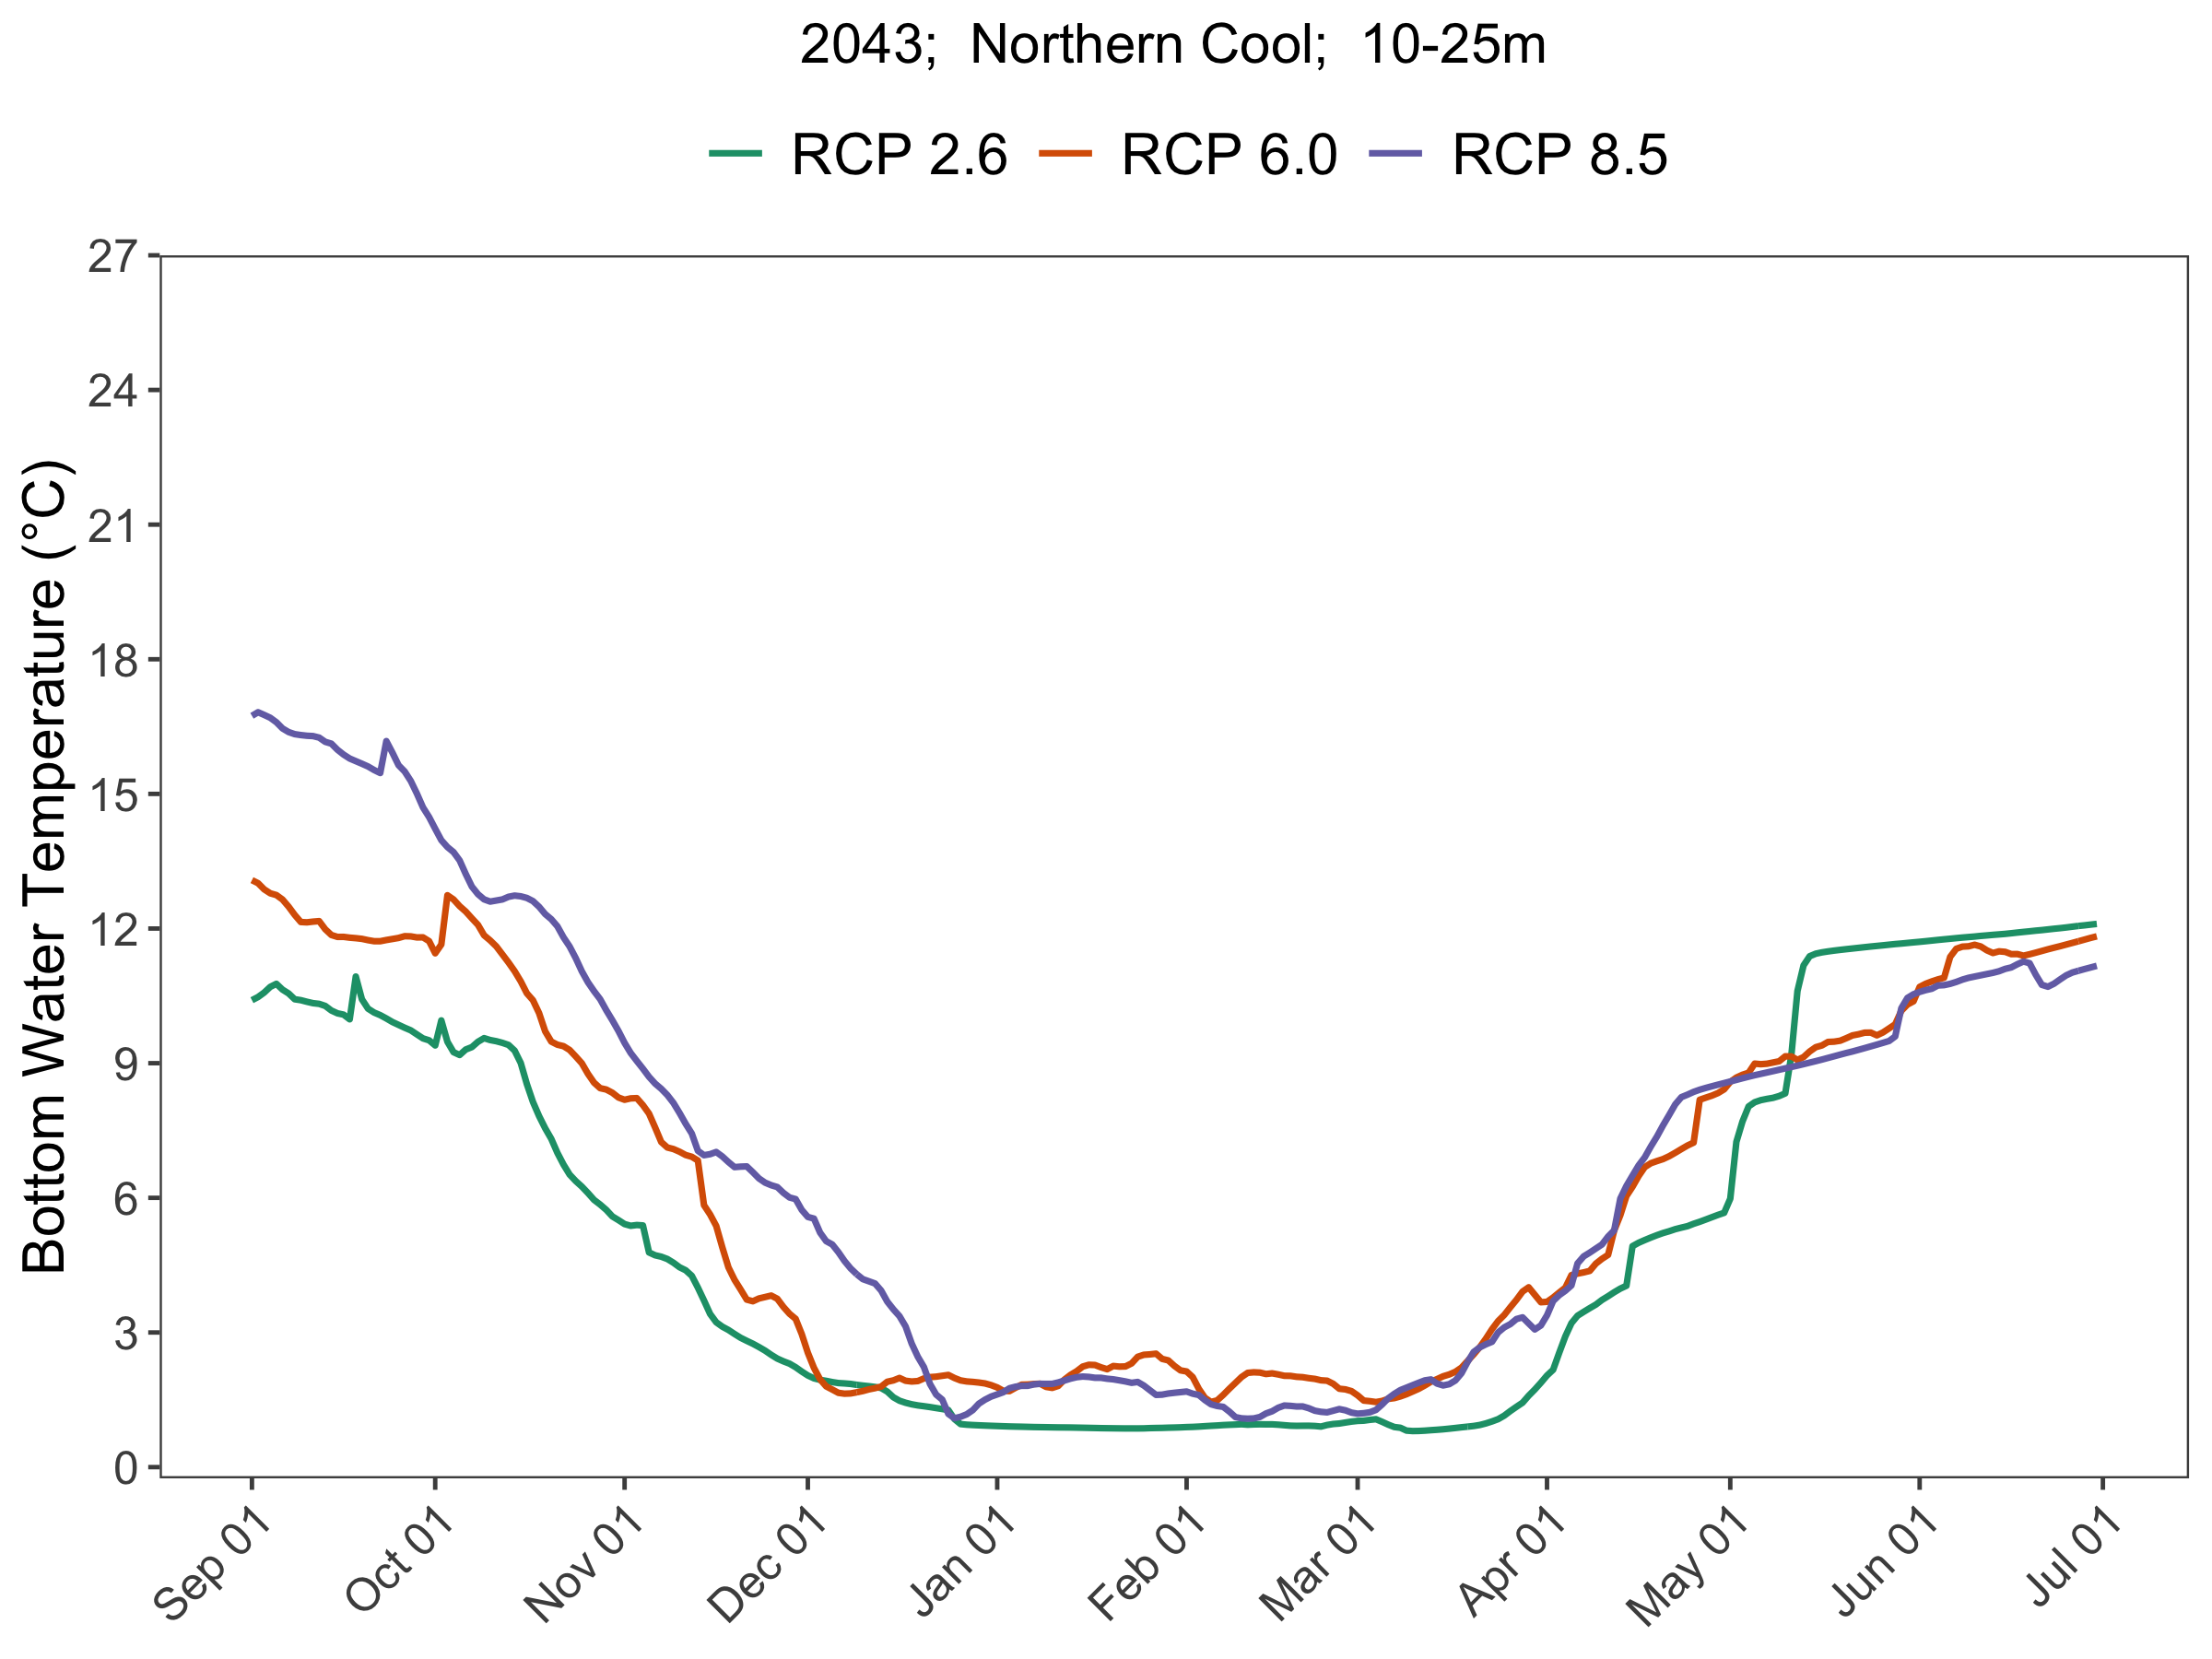 2043;  Northern Cool;  10-25m
RCP 2.6 RCP 6.0 RCP 8.5
Bottom Water Temperature (°C)
27
24
21
18
15
12
9
6
3
0
Sep 01 Oct 01 Nov 01 Dec 01 Jan 01 Feb 01 Mar 01 Apr 01 May 01 Jun 01 Jul 01